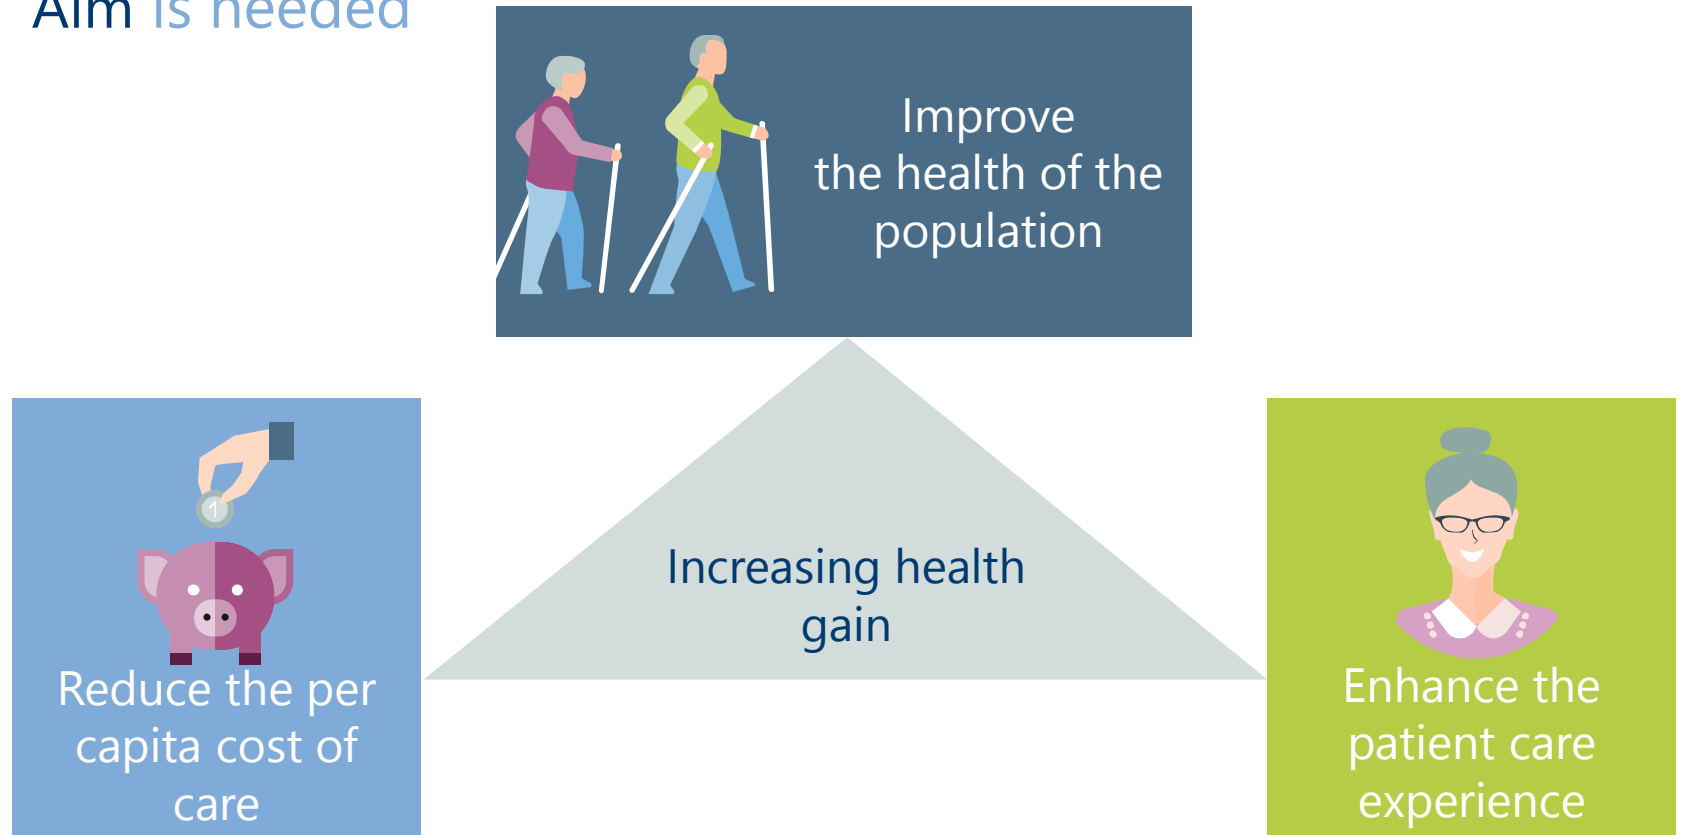 Aim is needed
Improve
the health of the
population
1
Increasing health
gain
Reduce the per
capita cost of
care
Enhance the
patient care
experience